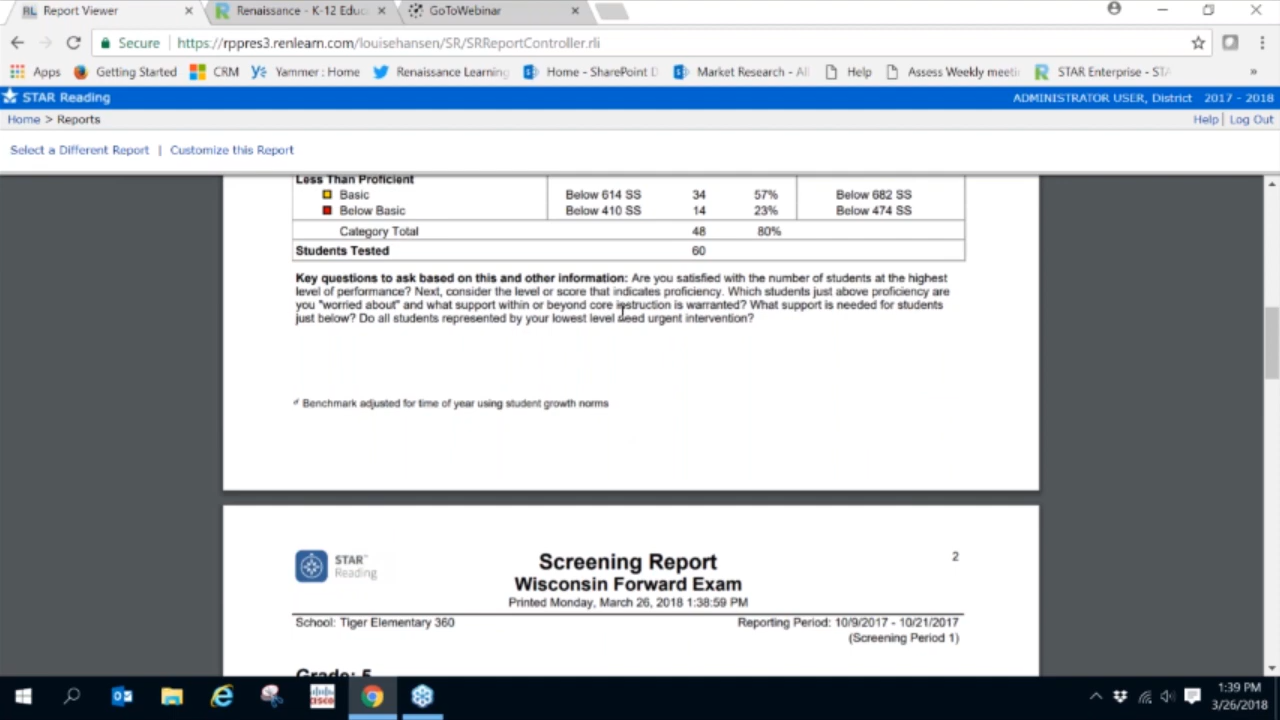 RL Report Viewer
Renaissance - K-12 Educ
GoToWebinar
Secure https://rppres3.renlearn.com/louisehansen/SR/SRReportController.rli
Apps Getting Started CRM Yammer : Home Renaissance Learning Home - SharePoint Market Research - Al Help Assess Weekly meeti STAR Enterprise - STA
STAR Reading ADMINISTRATOR USER, District 2017 - 2018
Home > Reports Help | Log Out
Select a Different Report | Customize this Report
Less Than Proficient
Basic Below 614 SS 34 57% Below 682 SS
Below Basic Below 410 SS 14 23% Below 474 SS
Category Total 48 80%
Students Tested 60
Key questions to ask based on this and other information: Are you satisfied with the number of students at the highest
level of performance? Next, consider the level or score that indicates proficiency. Which students just above proficiency are
you "worried about" and what support within or beyond core instruction is warranted? What support is needed for students
just below? Do all students represented by your lowest level need urgent intervention?
Benchmark adjusted for time of year using student growth norms
STAR™
Reading
Screening Report
Wisconsin Forward Exam
Printed Monday, March 26, 2018 1:38:59 PM
2
School: Tiger Elementary 360 Reporting Period: 10/9/2017 - 10/21/2017
(Screening Period 1)
Grade: 5
1:39 PM
3/26/2018